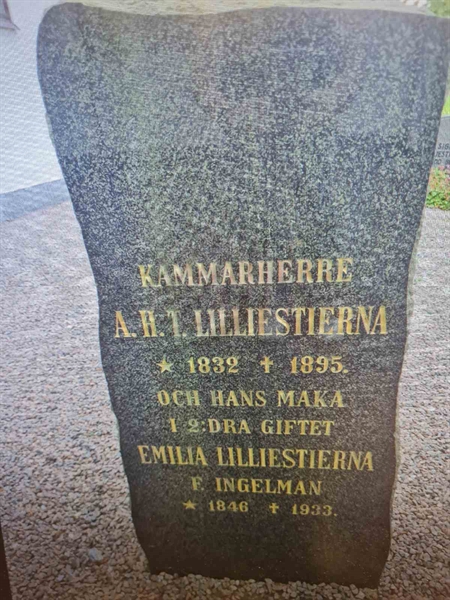 KAMMARHERRE
A. H. T. LILLIESTIERNA
★ 1832 ✝ 1895.
OCH HANS MAKA
I 2:DRA GIFTET
EMILIA LILLIESTIERNA
F. INGELMAN
★ 1846 ✝ 1933.